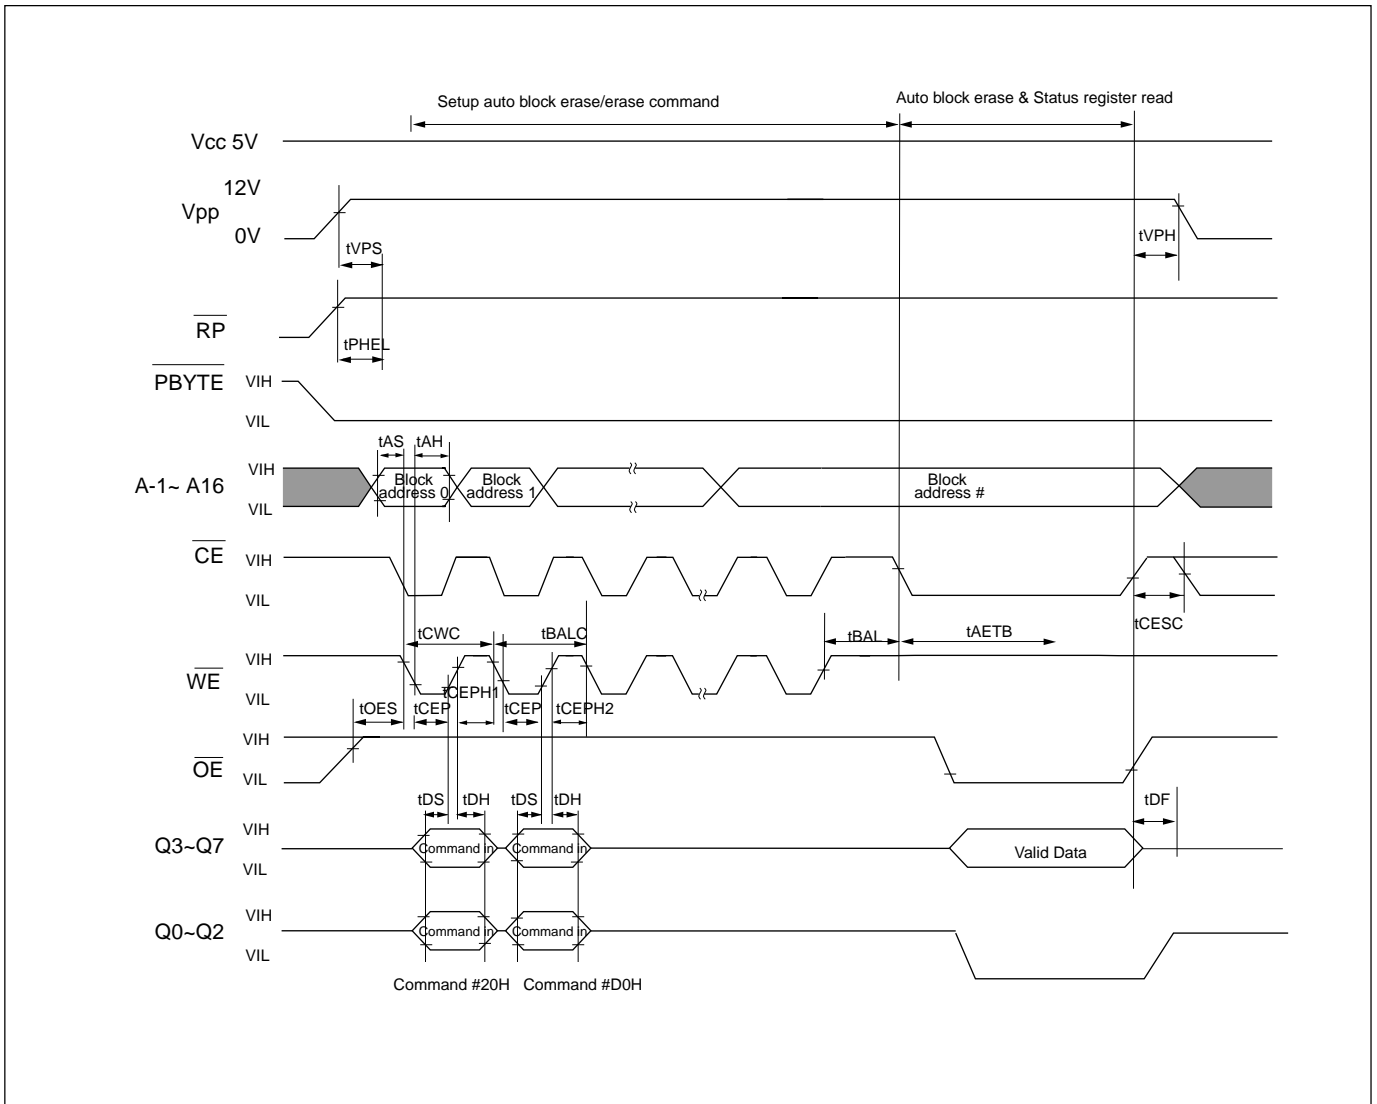 Setup auto block erase/erase command
Auto block erase & Status register read
Vcc 5V
12V
Vpp
0V
tVPS
tVPH
RP
tPHEL
PBYTE
VIH
VIL
tAS
tAH
A-1~ A16
VIH
VIL
Block address 0
Block address 1
Block address #
CE
VIH
VIL
tCWC
tBALC
tBAL
tAETB
tCESC
WE
VIH
VIL
tCEPH1
tOES
tCEP
tCEP
tCEPH2
OE
VIH
VIL
tDS
tDH
tDS
tDH
tDF
Q3~Q7
VIH
VIL
Command in
Command in
Valid Data
Q0~Q2
VIH
VIL
Command in
Command in
Command #20H
Command #D0H